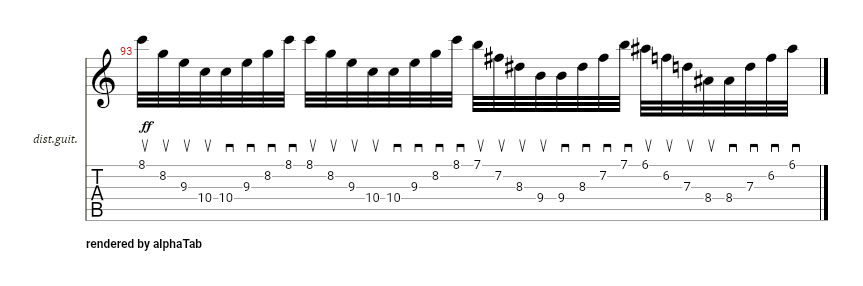 93
ff
dist.guit.
8 8 8 8 7 7 6 6
8 8 8 8 7 7 6 6
9 9 9 9 8 8 7 7
T
A 10 10 10 10 9 9 8 8
B
rendered by alphaTab